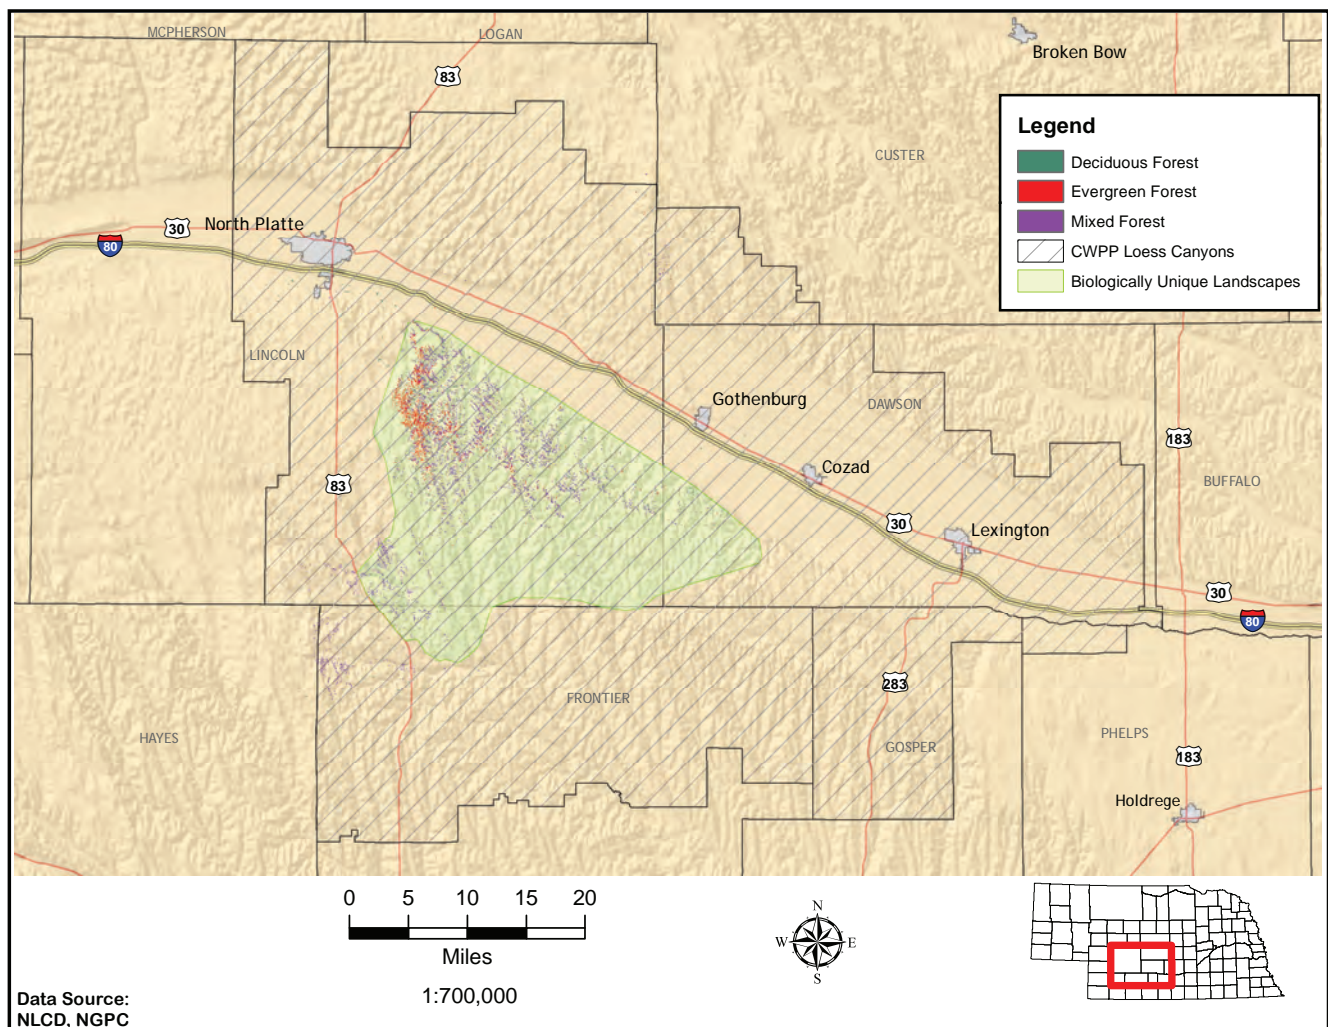 MCPHERSON
LOGAN
Broken Bow
83
Legend
Deciduous Forest
Evergreen Forest
Mixed Forest
CWPP Loess Canyons
Biologically Unique Landscapes
CUSTER
North Platte
30
80
LINCOLN
Gothenburg
DAWSON
183
Cozad
83
BUFFALO
30
Lexington
30
80
283
FRONTIER
HAYES
GOSPER
PHELPS
183
Holdrege
0 5 10 15 20
Miles
1:700,000
N
W E
S
Data Source:
NLCD, NGPC